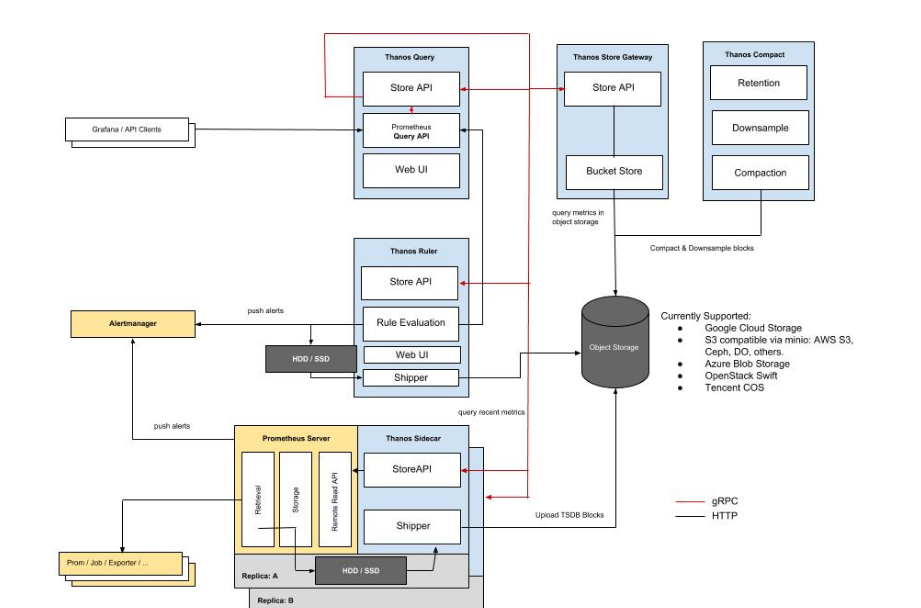 Thanos Query
Store API
Prometheus
Query API
Web UI
Thanos Store Gateway
Store API
Bucket Store
Thanos Compact
Retention
Downsample
Compaction
Grafana / API Clients
query metrics in
object storage
Compact & Downsample blocks
Thanos Ruler
Store API
Rule Evaluation
Web UI
Shipper
HDD / SSD
push alerts
Alertmanager
Object Storage
Currently Supported:
● Google Cloud Storage
● S3 compatible via minio: AWS S3,
Ceph, DO, others.
● Azure Blob Storage
● OpenStack Swift
● Tencent COS
query recent metrics
push alerts
Prometheus Server
Retrieval
Storage
Remote Read API
Thanos Sidecar
StoreAPI
Shipper
Upload TSDB Blocks
gRPC
HTTP
Prom / Job / Exporter / ...
HDD / SSD
Replica: A
Replica: B